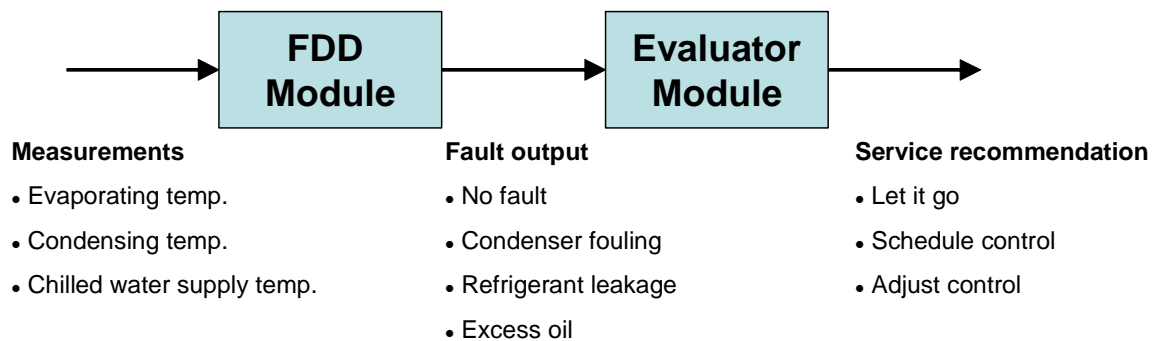 FDD
Module
Evaluator
Module
Measurements
• Evaporating temp.
• Condensing temp.
• Chilled water supply temp.
Fault output
• No fault
• Condenser fouling
• Refrigerant leakage
• Excess oil
Service recommendation
• Let it go
• Schedule control
• Adjust control